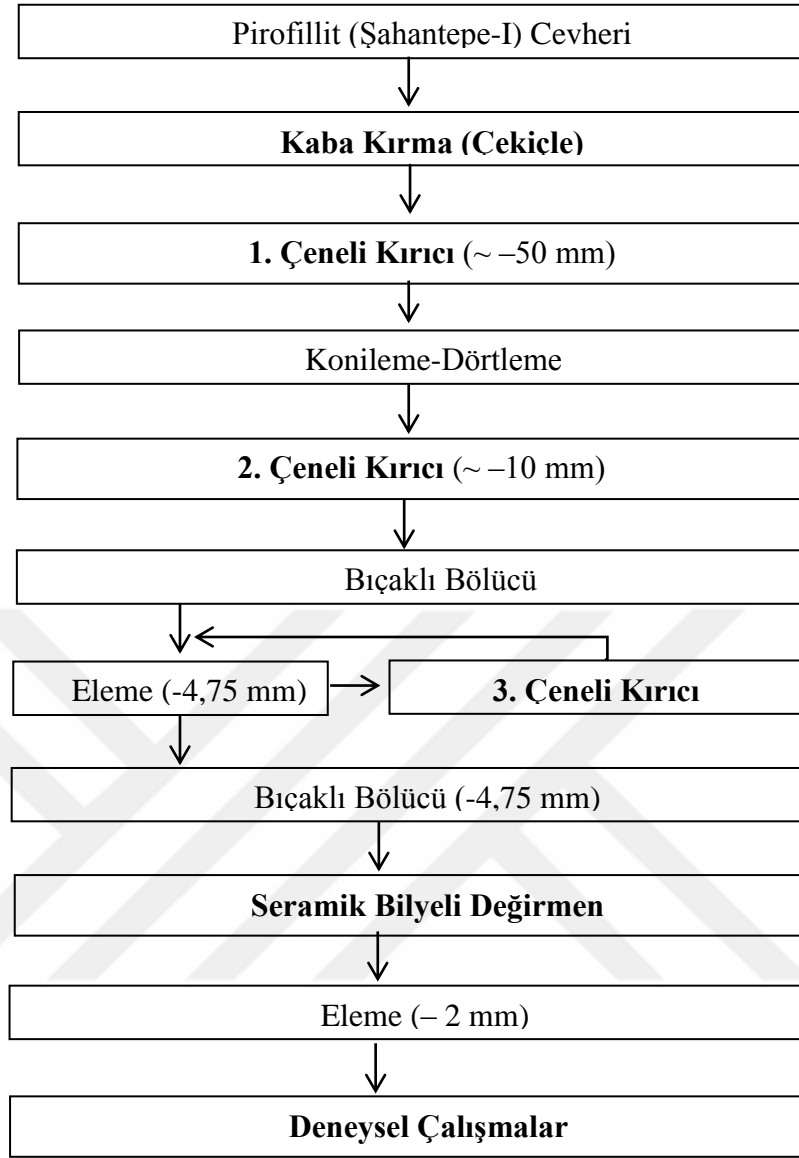 Pirofillit (Şahantepe-I) Cevheri
Kaba Kırma (Çekiçle)
1. Çeneli Kırıcı (~ –50 mm)
Konileme-Dörtleme
2. Çeneli Kırıcı (~ –10 mm)
Bıçaklı Bölücü
Eleme (-4,75 mm)
3. Çeneli Kırıcı
Bıçaklı Bölücü (-4,75 mm)
Seramik Bilyeli Değirmen
Eleme (– 2 mm)
Deneysel Çalışmalar